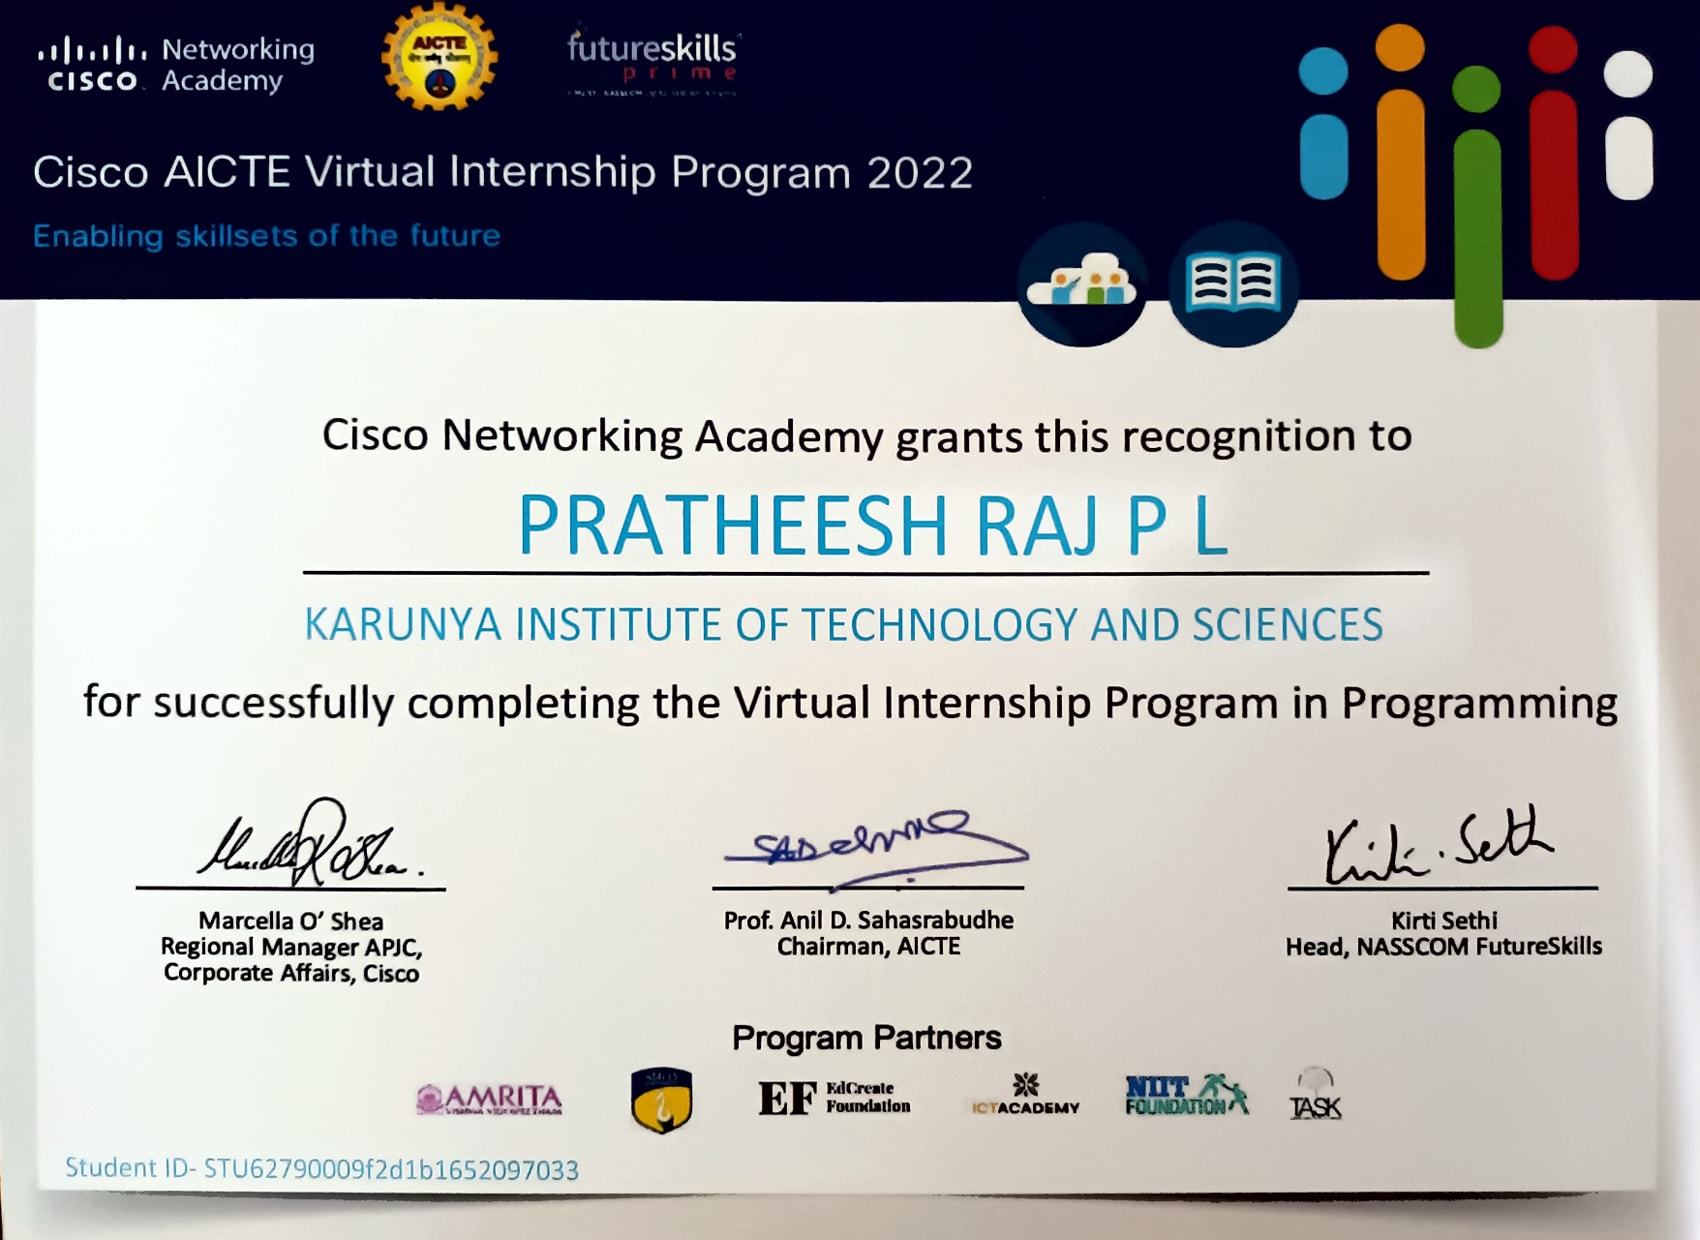 Networking
CISCO Academy
AICTE
futureskills
prime
Cisco AICTE Virtual Internship Program 2022
Enabling skillsets of the future
Cisco Networking Academy grants this recognition to
PRATHEESH RAJ P L
KARUNYA INSTITUTE OF TECHNOLOGY AND SCIENCES
for successfully completing the Virtual Internship Program in Programming
Kirti. Seth
Marcella O' Shea
Regional Manager APJC,
Corporate Affairs, Cisco
Prof. Anil D. Sahasrabudhe
Chairman, AICTE
Kirti Sethi
Head, NASSCOM FutureSkills
Program Partners
AMRITA
EF EdCreate
Foundation
ICTACADEMY
NIIT
FOUNDATION
TASK
Student ID- STU62790009f2d1b1652097033